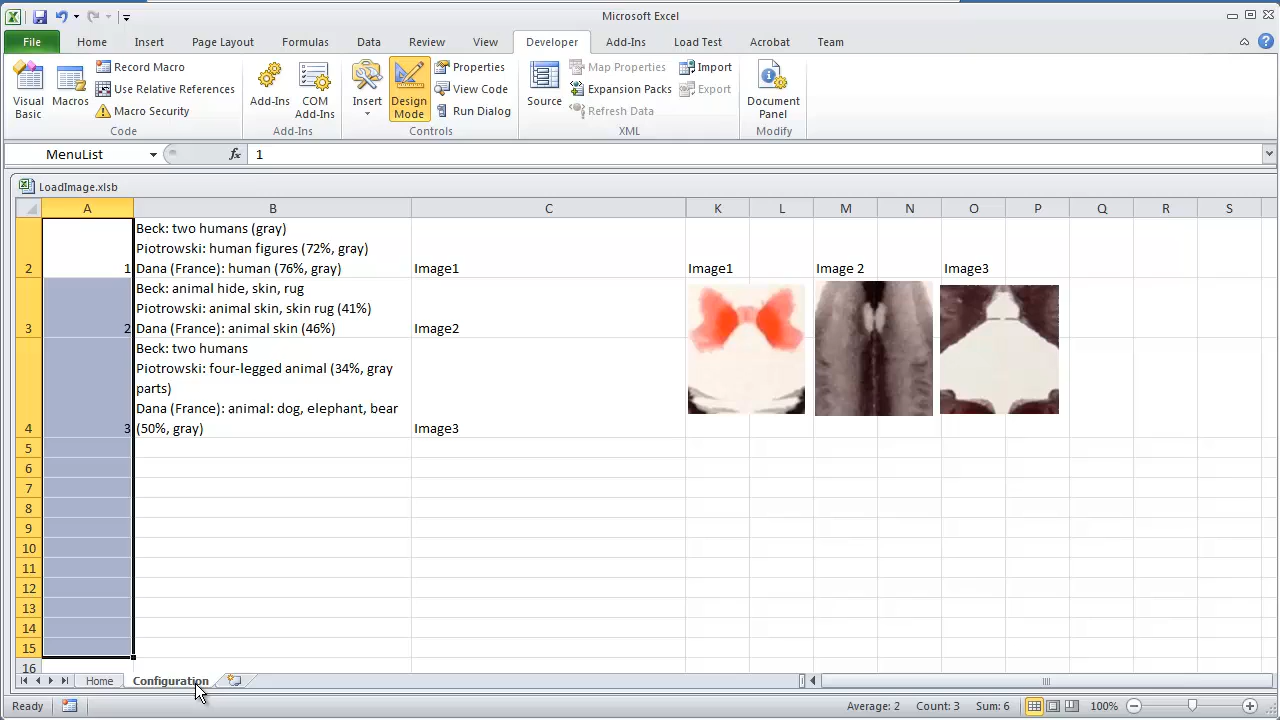 Microsoft Excel
File Home Insert Page Layout Formulas Data Review View Developer Add-Ins Load Test Acrobat Team
Visual Basic
Macros
Record Macro
Use Relative References
Macro Security
Code
Add-Ins
COM Add-Ins
Add-Ins
Insert
Design Mode
Properties
View Code
Run Dialog
Controls
Source
Map Properties
Expansion Packs
Refresh Data
Import
Export
XML
Document Panel
Modify
MenuList fx 1
LoadImage.xlsb
A B C K L M N O P Q R S
Beck: two humans (gray)
Piotrowski: human figures (72%, gray)
2 1 Dana (France): human (76%, gray) Image1 Image1 Image 2 Image3
Beck: animal hide, skin, rug
Piotrowski: animal skin, skin rug (41%)
3 2 Dana (France): animal skin (46%) Image2
Beck: two humans
Piotrowski: four-legged animal (34%, gray
parts)
Dana (France): animal: dog, elephant, bear
4 3 (50%, gray) Image3
5
6
7
8
9
10
11
12
13
14
15
16
Home Configuration
Ready Average: 2 Count: 3 Sum: 6 100%